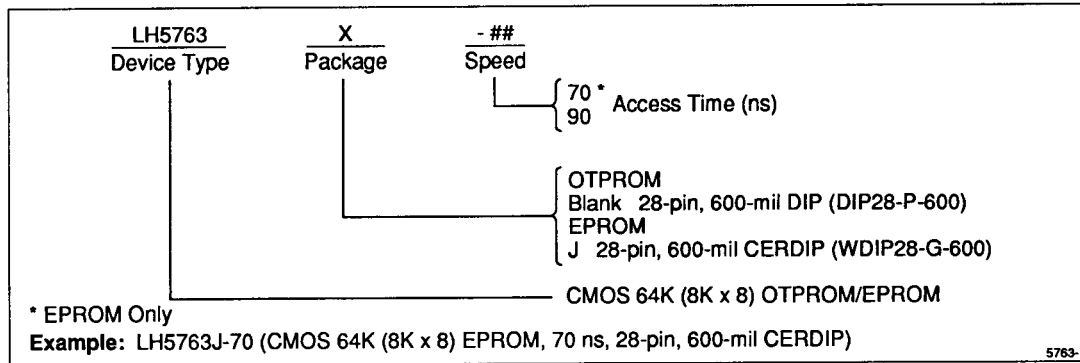 LH5763 X - ##
Device Type Package Speed
70 * Access Time (ns)
90
OTPROM
Blank 28-pin, 600-mil DIP (DIP28-P-600)
EPROM
J 28-pin, 600-mil CERDIP (WDIP28-G-600)
CMOS 64K (8K x 8) OTPROM/EPROM
* EPROM Only
Example: LH5763J-70 (CMOS 64K (8K x 8) EPROM, 70 ns, 28-pin, 600-mil CERDIP)
5763-